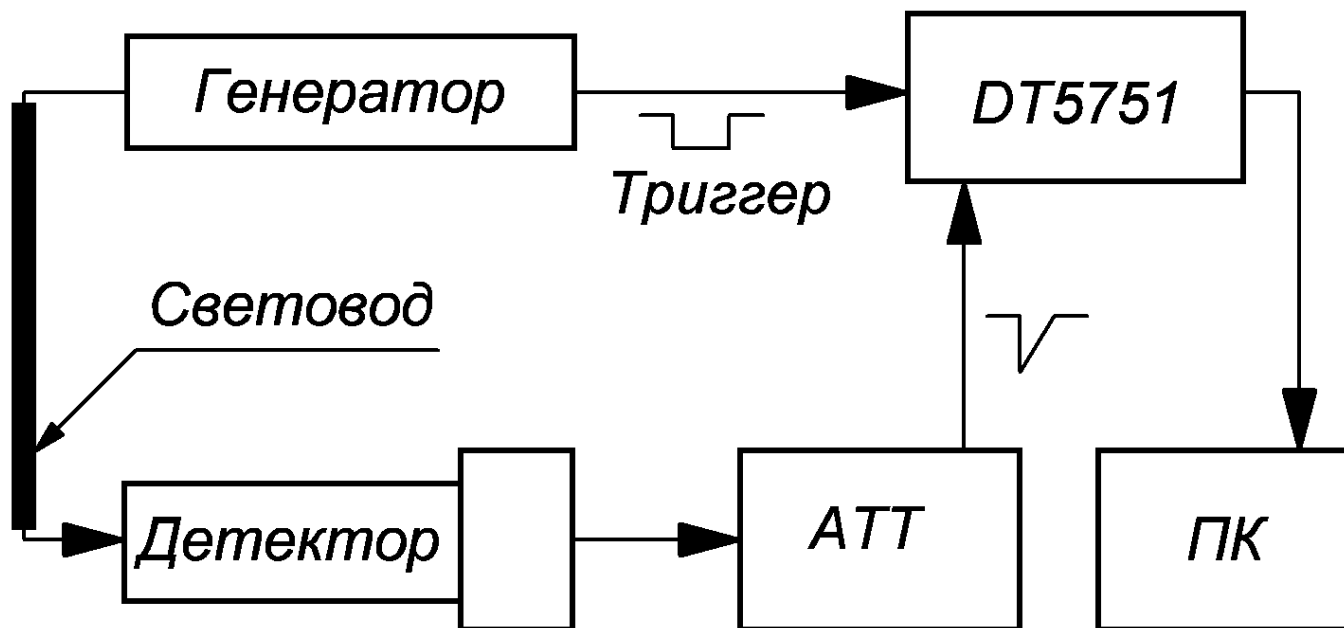 Генератор
DT5751
Триггер
Световод
Детектор
АТТ
ПК